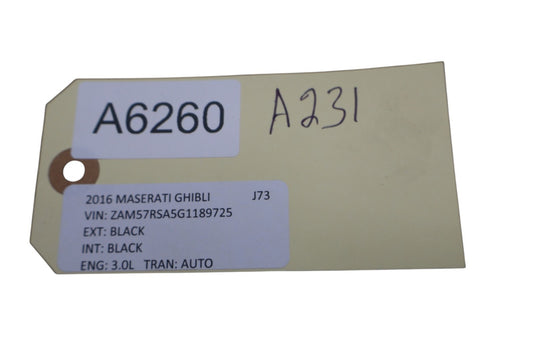 A6260
A231
2016 MASERATI GHIBLI J73
VIN: ZAM57RSA5G1189725
EXT: BLACK
INT: BLACK
ENG: 3.0L TRAN: AUTO